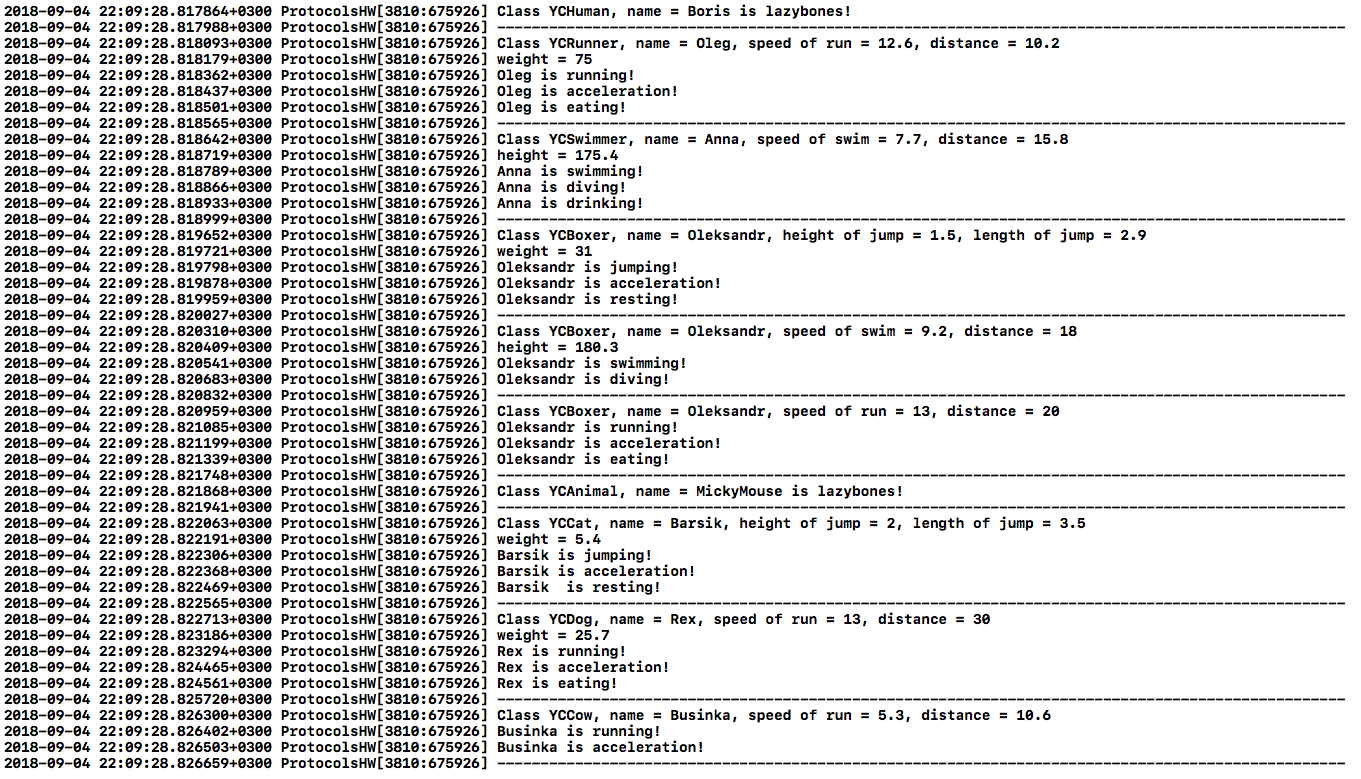 2018-09-04 22:09:28.817864+0300 ProtocolsHW[3810:675926] Class YCHuman, name = Boris is lazybones!
2018-09-04 22:09:28.817988+0300 ProtocolsHW[3810:675926] --------------------------------------------------------------------------------------------------
2018-09-04 22:09:28.818093+0300 ProtocolsHW[3810:675926] Class YCRunner, name = Oleg, speed of run = 12.6, distance = 10.2
2018-09-04 22:09:28.818179+0300 ProtocolsHW[3810:675926] weight = 75
2018-09-04 22:09:28.818362+0300 ProtocolsHW[3810:675926] Oleg is running!
2018-09-04 22:09:28.818437+0300 ProtocolsHW[3810:675926] Oleg is acceleration!
2018-09-04 22:09:28.818501+0300 ProtocolsHW[3810:675926] Oleg is eating!
2018-09-04 22:09:28.818565+0300 ProtocolsHW[3810:675926] --------------------------------------------------------------------------------------------------
2018-09-04 22:09:28.818642+0300 ProtocolsHW[3810:675926] Class YCSwimmer, name = Anna, speed of swim = 7.7, distance = 15.8
2018-09-04 22:09:28.818719+0300 ProtocolsHW[3810:675926] height = 175.4
2018-09-04 22:09:28.818789+0300 ProtocolsHW[3810:675926] Anna is swimming!
2018-09-04 22:09:28.818866+0300 ProtocolsHW[3810:675926] Anna is diving!
2018-09-04 22:09:28.818933+0300 ProtocolsHW[3810:675926] Anna is drinking!
2018-09-04 22:09:28.818999+0300 ProtocolsHW[3810:675926] --------------------------------------------------------------------------------------------------
2018-09-04 22:09:28.819652+0300 ProtocolsHW[3810:675926] Class YCBoxer, name = Oleksandr, height of jump = 1.5, length of jump = 2.9
2018-09-04 22:09:28.819721+0300 ProtocolsHW[3810:675926] weight = 31
2018-09-04 22:09:28.819798+0300 ProtocolsHW[3810:675926] Oleksandr is jumping!
2018-09-04 22:09:28.819878+0300 ProtocolsHW[3810:675926] Oleksandr is acceleration!
2018-09-04 22:09:28.819959+0300 ProtocolsHW[3810:675926] Oleksandr is resting!
2018-09-04 22:09:28.820027+0300 ProtocolsHW[3810:675926] --------------------------------------------------------------------------------------------------
2018-09-04 22:09:28.820310+0300 ProtocolsHW[3810:675926] Class YCBoxer, name = Oleksandr, speed of swim = 9.2, distance = 18
2018-09-04 22:09:28.820409+0300 ProtocolsHW[3810:675926] height = 180.3
2018-09-04 22:09:28.820541+0300 ProtocolsHW[3810:675926] Oleksandr is swimming!
2018-09-04 22:09:28.820683+0300 ProtocolsHW[3810:675926] Oleksandr is diving!
2018-09-04 22:09:28.820832+0300 ProtocolsHW[3810:675926] --------------------------------------------------------------------------------------------------
2018-09-04 22:09:28.820959+0300 ProtocolsHW[3810:675926] Class YCBoxer, name = Oleksandr, speed of run = 13, distance = 20
2018-09-04 22:09:28.821085+0300 ProtocolsHW[3810:675926] Oleksandr is running!
2018-09-04 22:09:28.821199+0300 ProtocolsHW[3810:675926] Oleksandr is acceleration!
2018-09-04 22:09:28.821339+0300 ProtocolsHW[3810:675926] Oleksandr is eating!
2018-09-04 22:09:28.821748+0300 ProtocolsHW[3810:675926] --------------------------------------------------------------------------------------------------
2018-09-04 22:09:28.821868+0300 ProtocolsHW[3810:675926] Class YCAnimal, name = MickyMouse is lazybones!
2018-09-04 22:09:28.821941+0300 ProtocolsHW[3810:675926] --------------------------------------------------------------------------------------------------
2018-09-04 22:09:28.822063+0300 ProtocolsHW[3810:675926] Class YCCat, name = Barsik, height of jump = 2, length of jump = 3.5
2018-09-04 22:09:28.822191+0300 ProtocolsHW[3810:675926] weight = 5.4
2018-09-04 22:09:28.822306+0300 ProtocolsHW[3810:675926] Barsik is jumping!
2018-09-04 22:09:28.822368+0300 ProtocolsHW[3810:675926] Barsik is acceleration!
2018-09-04 22:09:28.822469+0300 ProtocolsHW[3810:675926] Barsik  is resting!
2018-09-04 22:09:28.822565+0300 ProtocolsHW[3810:675926] --------------------------------------------------------------------------------------------------
2018-09-04 22:09:28.822713+0300 ProtocolsHW[3810:675926] Class YCDog, name = Rex, speed of run = 13, distance = 30
2018-09-04 22:09:28.823186+0300 ProtocolsHW[3810:675926] weight = 25.7
2018-09-04 22:09:28.823294+0300 ProtocolsHW[3810:675926] Rex is running!
2018-09-04 22:09:28.824465+0300 ProtocolsHW[3810:675926] Rex is acceleration!
2018-09-04 22:09:28.824561+0300 ProtocolsHW[3810:675926] Rex is eating!
2018-09-04 22:09:28.825720+0300 ProtocolsHW[3810:675926] --------------------------------------------------------------------------------------------------
2018-09-04 22:09:28.826300+0300 ProtocolsHW[3810:675926] Class YCCow, name = Businka, speed of run = 5.3, distance = 10.6
2018-09-04 22:09:28.826402+0300 ProtocolsHW[3810:675926] Businka is running!
2018-09-04 22:09:28.826503+0300 ProtocolsHW[3810:675926] Businka is acceleration!
2018-09-04 22:09:28.826659+0300 ProtocolsHW[3810:675926] --------------------------------------------------------------------------------------------------